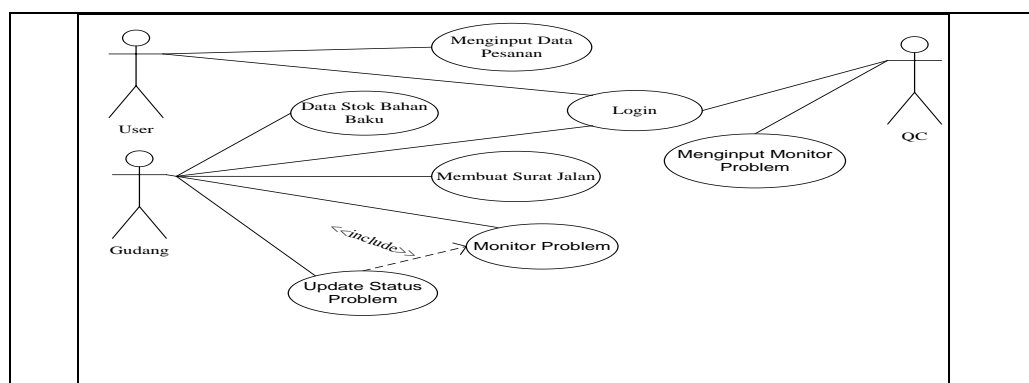 Menginput Data
Pesanan
User
Data Stok Bahan
Baku
Login
QC
Menginput Monitor
Problem
Membuat Surat Jalan
Gudang
<<include>>
Monitor Problem
Update Status
Problem